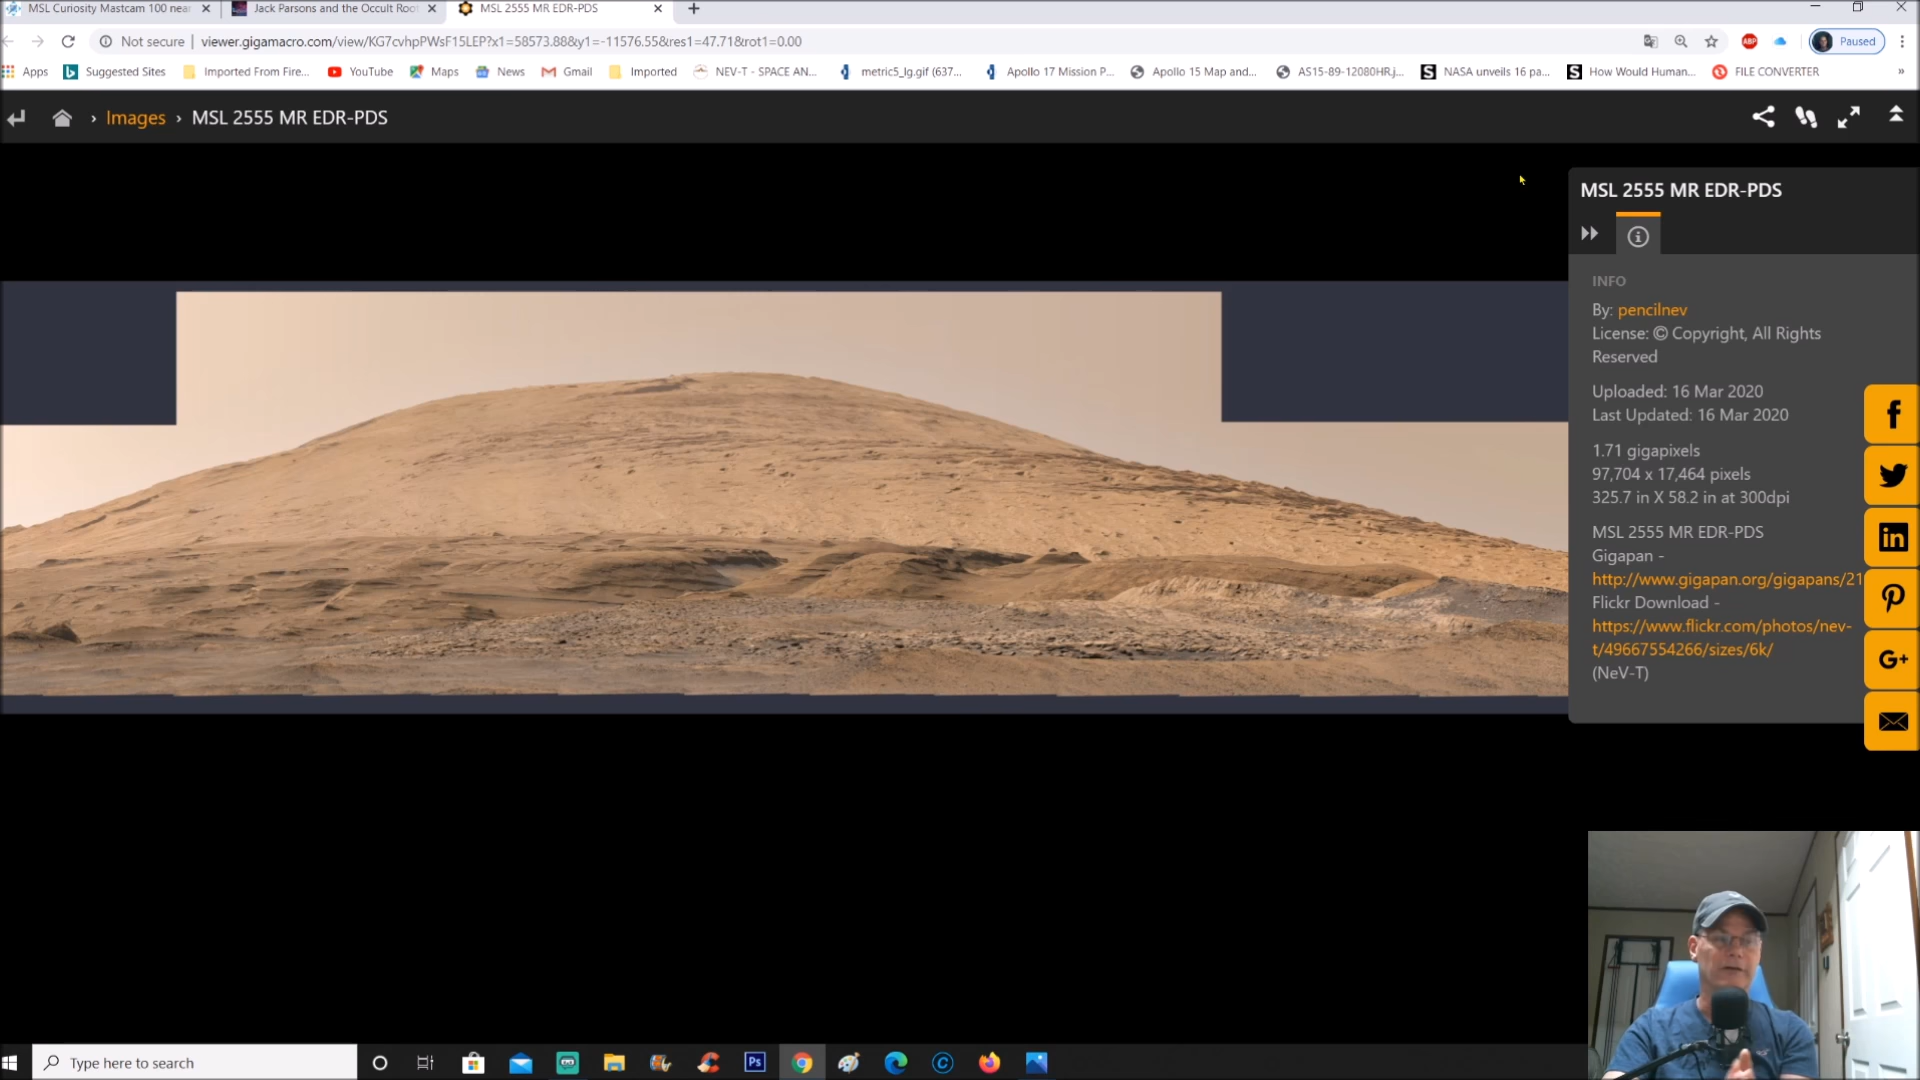 MSL Curiosity Mastcam 100 near
Jack Parsons and the Occult Roo
MSL 2555 MR EDR-PDS
Not secure
viewer.gigamacro.com/view/KG7cvhpPWsF15LEP?x1=58573.88&y1=-11576.55&res1=47.71&rot1=0.00
ABP
Paused
Apps
Suggested Sites
Imported From Fire...
YouTube
Maps
News
Gmail
Imported
NEV-T - SPACE AN...
metric5_lg.gif (637...
Apollo 17 Mission P...
Apollo 15 Map and...
AS15-89-12080HR.j...
NASA unveils 16 pa...
How Would Human...
FILE CONVERTER
Images › MSL 2555 MR EDR-PDS
MSL 2555 MR EDR-PDS
INFO
By: pencilnev
License: © Copyright, All Rights
Reserved
Uploaded: 16 Mar 2020
Last Updated: 16 Mar 2020
1.71 gigapixels
97,704 x 17,464 pixels
325.7 in X 58.2 in at 300dpi
MSL 2555 MR EDR-PDS
Gigapan -
http://www.gigapan.org/gigapans/21
Flickr Download -
https://www.flickr.com/photos/nev-
t/49667554266/sizes/6k/
(NeV-T)
Type here to search
Ps